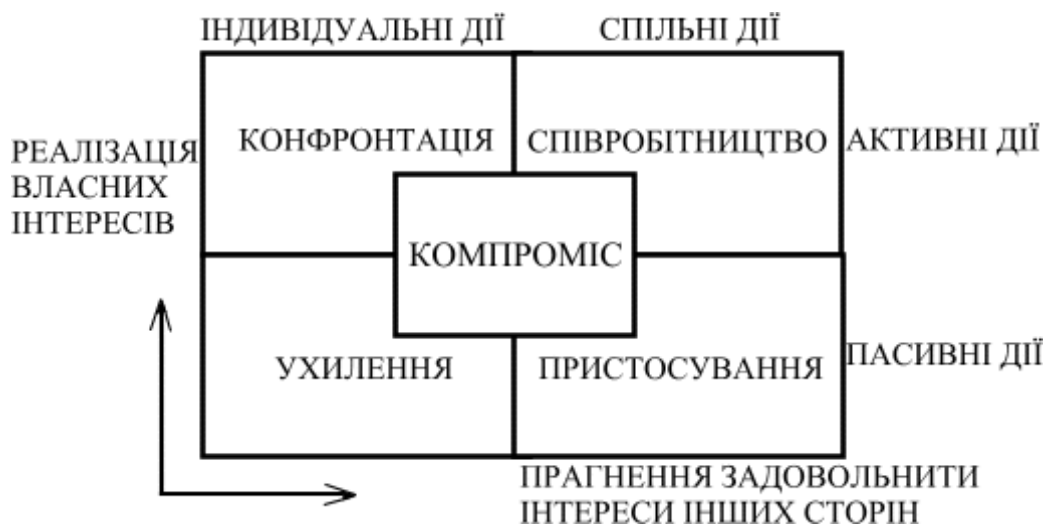 ІНДИВІДУАЛЬНІ ДІЇ
СПІЛЬНІ ДІЇ
РЕАЛІЗАЦІЯ
ВЛАСНИХ
ІНТЕРЕСІВ
КОНФРОНТАЦІЯ
СПІВРОБІТНИЦТВО
АКТИВНІ ДІЇ
КОМПРОМІС
УХИЛЕННЯ
ПРИСТОСУВАННЯ
ПАСИВНІ ДІЇ
ПРАГНЕННЯ ЗАДОВОЛЬНИТИ
ІНТЕРЕСИ ІНШИХ СТОРІН